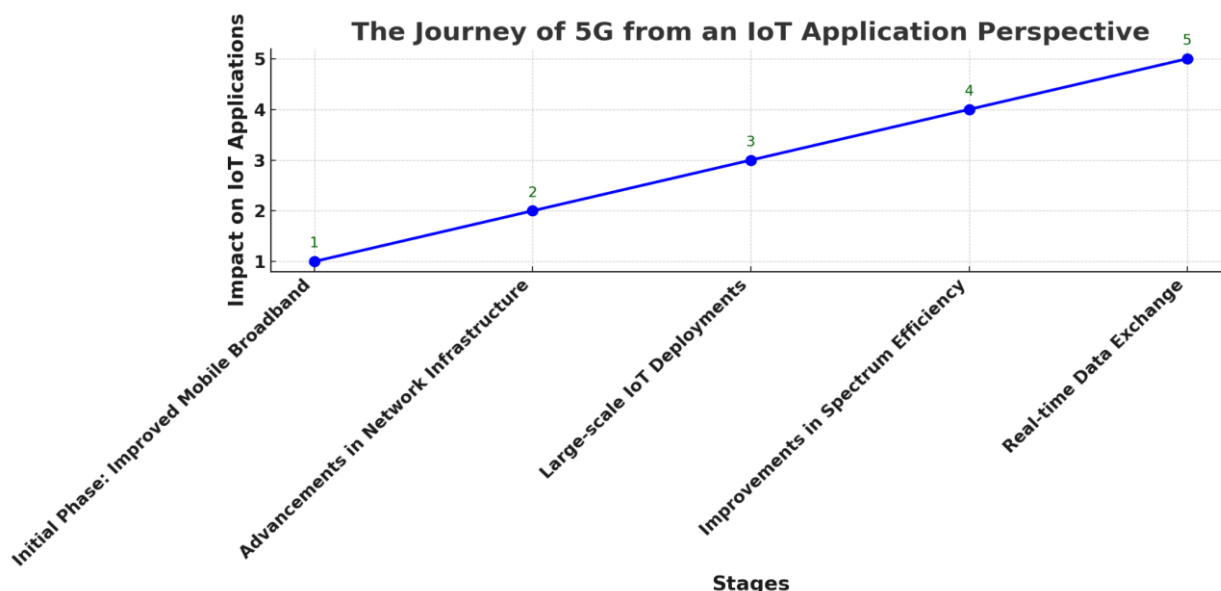 The Journey of 5G from an IoT Application Perspective
Impact on IoT Applications
5
4
3
2
1
1
2
3
4
5
Initial Phase: Improved Mobile Broadband
Advancements in Network Infrastructure
Large-scale IoT Deployments
Improvements in Spectrum Efficiency
Real-time Data Exchange
Stages